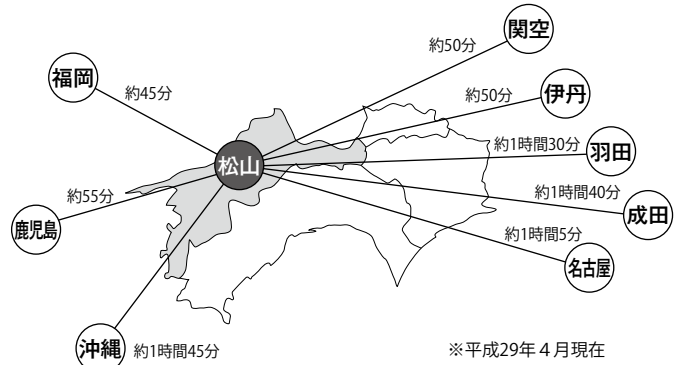 関空
約50分
福岡
約45分
約50分
伊丹
約1時間30分
羽田
松山
約55分
約1時間40分
成田
鹿児島
約1時間5分
名古屋
沖縄
約1時間45分
※平成29年4月現在